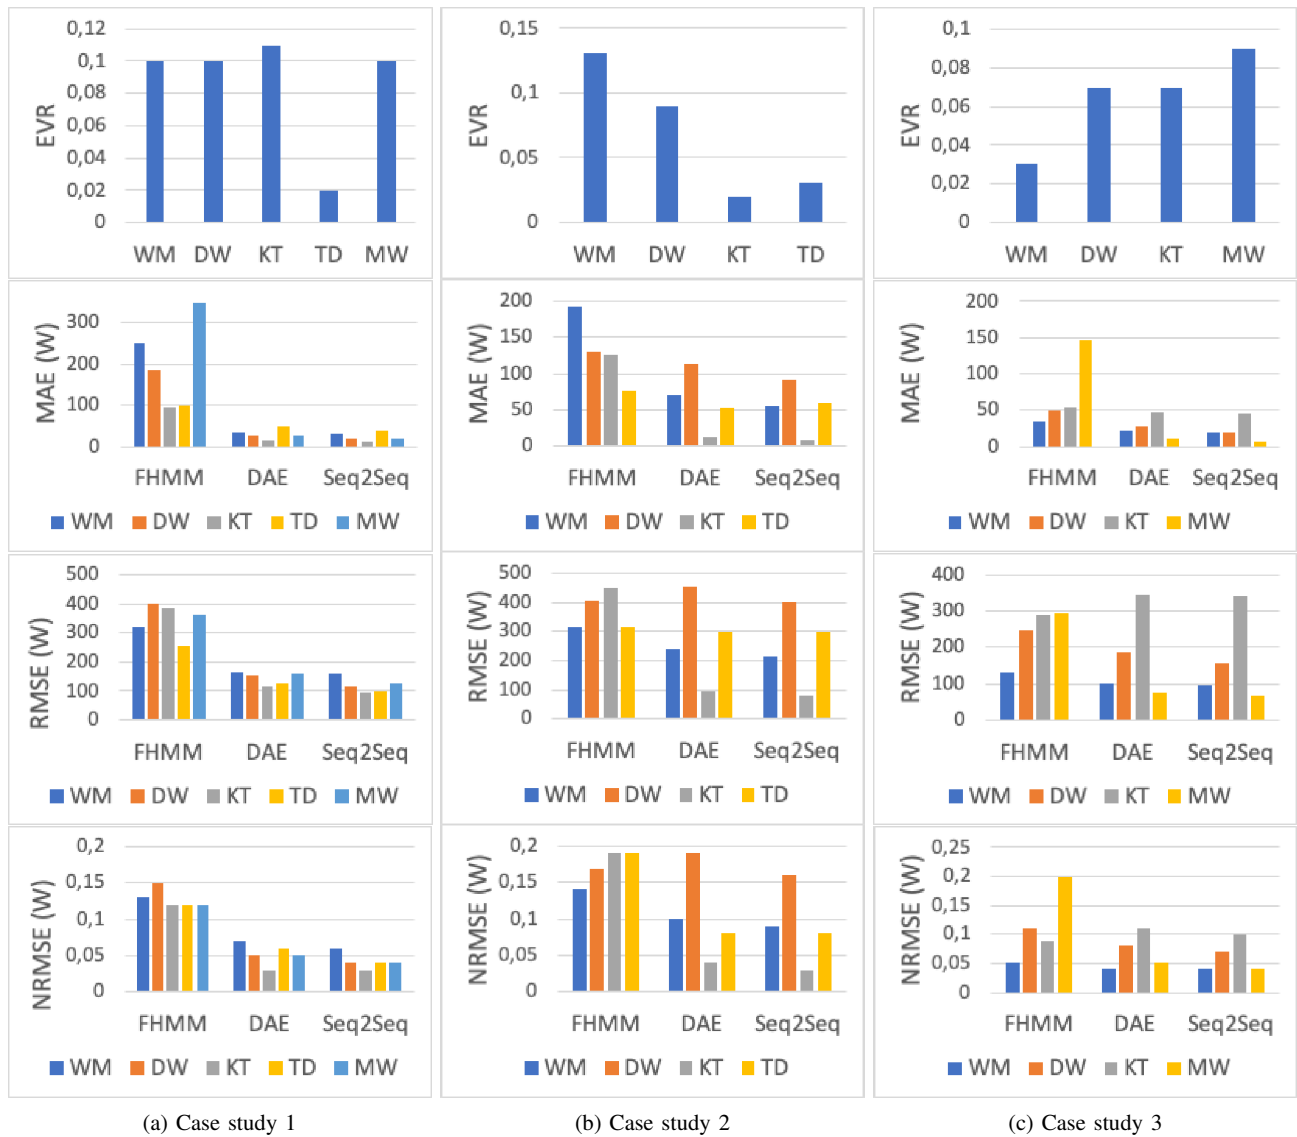 0,12
0,1
0,08
0,06
0,04
0,02
0
EVR
WM DW KT TD MW
0,15
0,1
0,05
0
EVR
WM DW KT TD
0,1
0,08
0,06
0,04
0,02
0
EVR
WM DW KT MW
300
200
100
0
MAE (W)
FHMM DAE Seq2Seq
WM DW KT TD MW
200
150
100
50
0
MAE (W)
FHMM DAE Seq2Seq
WM DW KT TD
200
150
100
50
0
MAE (W)
FHMM DAE Seq2Seq
WM DW KT MW
500
400
300
200
100
0
RMSE (W)
FHMM DAE Seq2Seq
WM DW KT TD MW
500
400
300
200
100
0
RMSE (W)
FHMM DAE Seq2Seq
WM DW KT TD
400
300
200
100
0
RMSE (W)
FHMM DAE Seq2Seq
WM DW KT MW
0,2
0,15
0,1
0,05
0
NRMSE (W)
FHMM DAE Seq2Seq
WM DW KT TD MW
0,2
0,15
0,1
0,05
0
NRMSE (W)
FHMM DAE Seq2Seq
WM DW KT TD
0,25
0,2
0,15
0,1
0,05
0
NRMSE (W)
FHMM DAE Seq2Seq
WM DW KT MW
(a) Case study 1
(b) Case study 2
(c) Case study 3